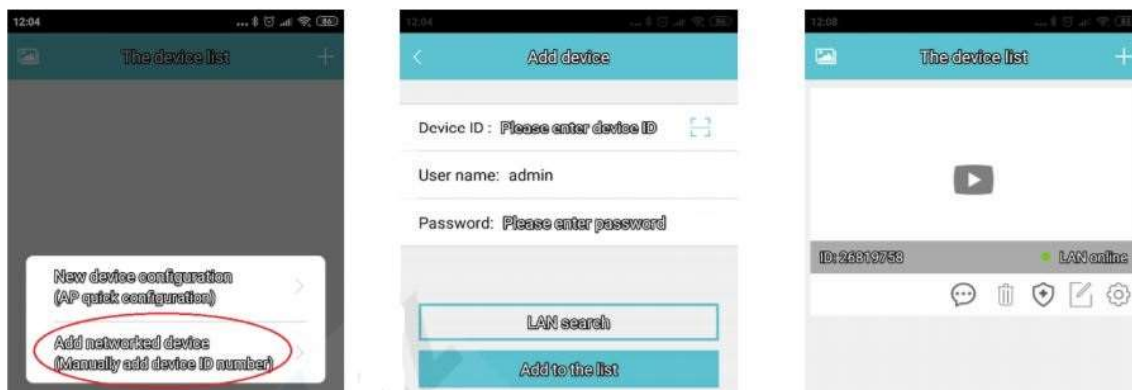 12:04
86
The device list
New device configuration
(AP quick configuration)
Add networked device
(Manually add device ID number)
12:04
Add device
Device ID : Please enter device ID
User name: admin
Password: Please enter password
LAN search
Add to the list
12:08
The device list
ID: 26819758
LAN online